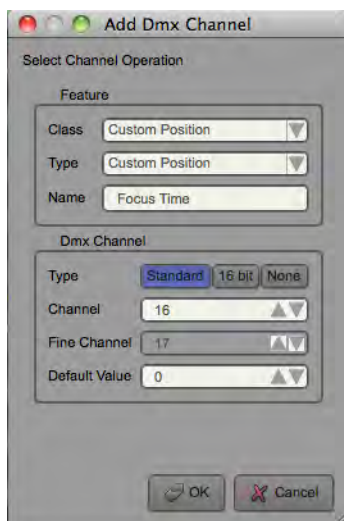 Add Dmx Channel
Select Channel Operation
Feature
Class Custom Position
Type Custom Position
Name Focus Time
Dmx Channel
Type Standard 16 bit None
Channel 16
Fine Channel 17
Default Value 0
OK Cancel